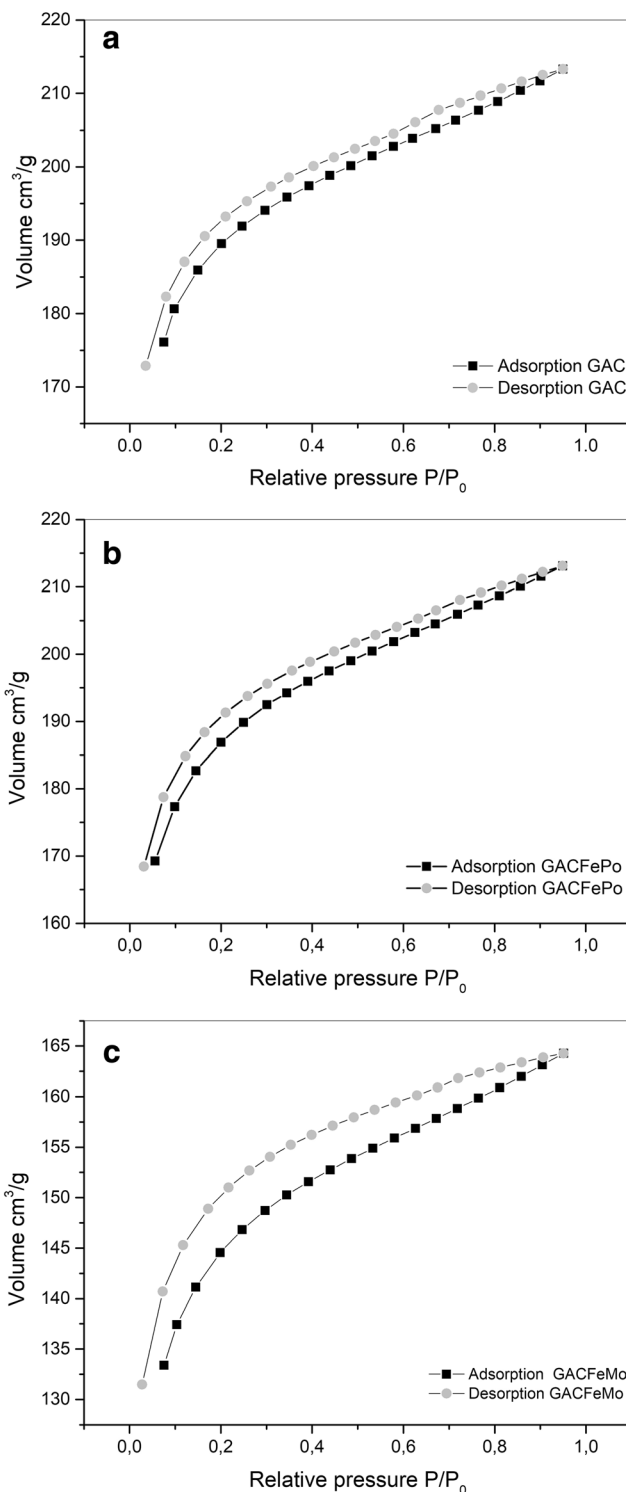 a
220
210
200
190
180
170
Volume cm³/g
Adsorption GAC
Desorption GAC
0.0 0.2 0.4 0.6 0.8 1.0
Relative pressure P/P₀
b
220
210
200
190
180
170
160
Volume cm³/g
Adsorption GACFePo
Desorption GACFePo
0,0 0,2 0,4 0,6 0,8 1,0
Relative pressure P/P₀
c
165
160
155
150
145
140
135
130
Volume cm³/g
Adsorption GACFeMo
Desorption GACFeMo
0,0 0,2 0,4 0,6 0,8 1,0
Relative pressure P/P₀